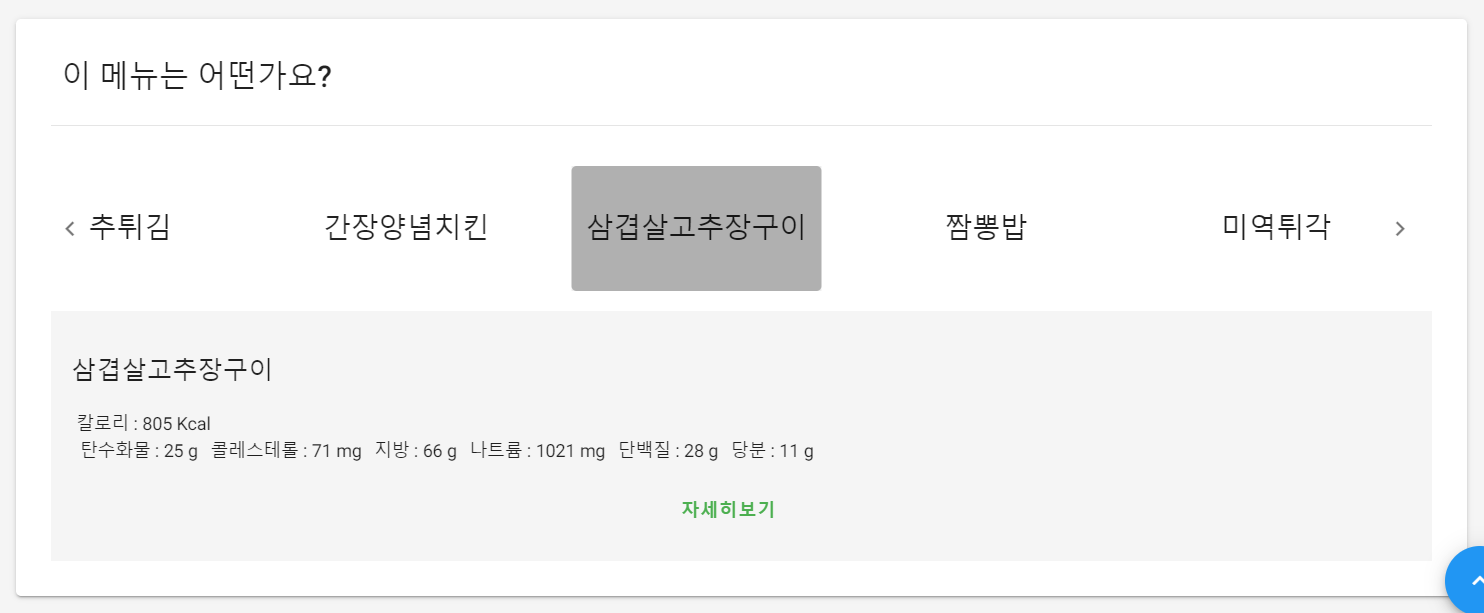 이 메뉴는 어떤가요?
추튀김 간장양념치킨 삼겹살고추장구이 짬뽕밥 미역튀각
삼겹살고추장구이
칼로리 : 805 Kcal
탄수화물 : 25 g 콜레스테롤 : 71 mg 지방 : 66 g 나트륨 : 1021 mg 단백질 : 28 g 당분 : 11 g
자세히보기